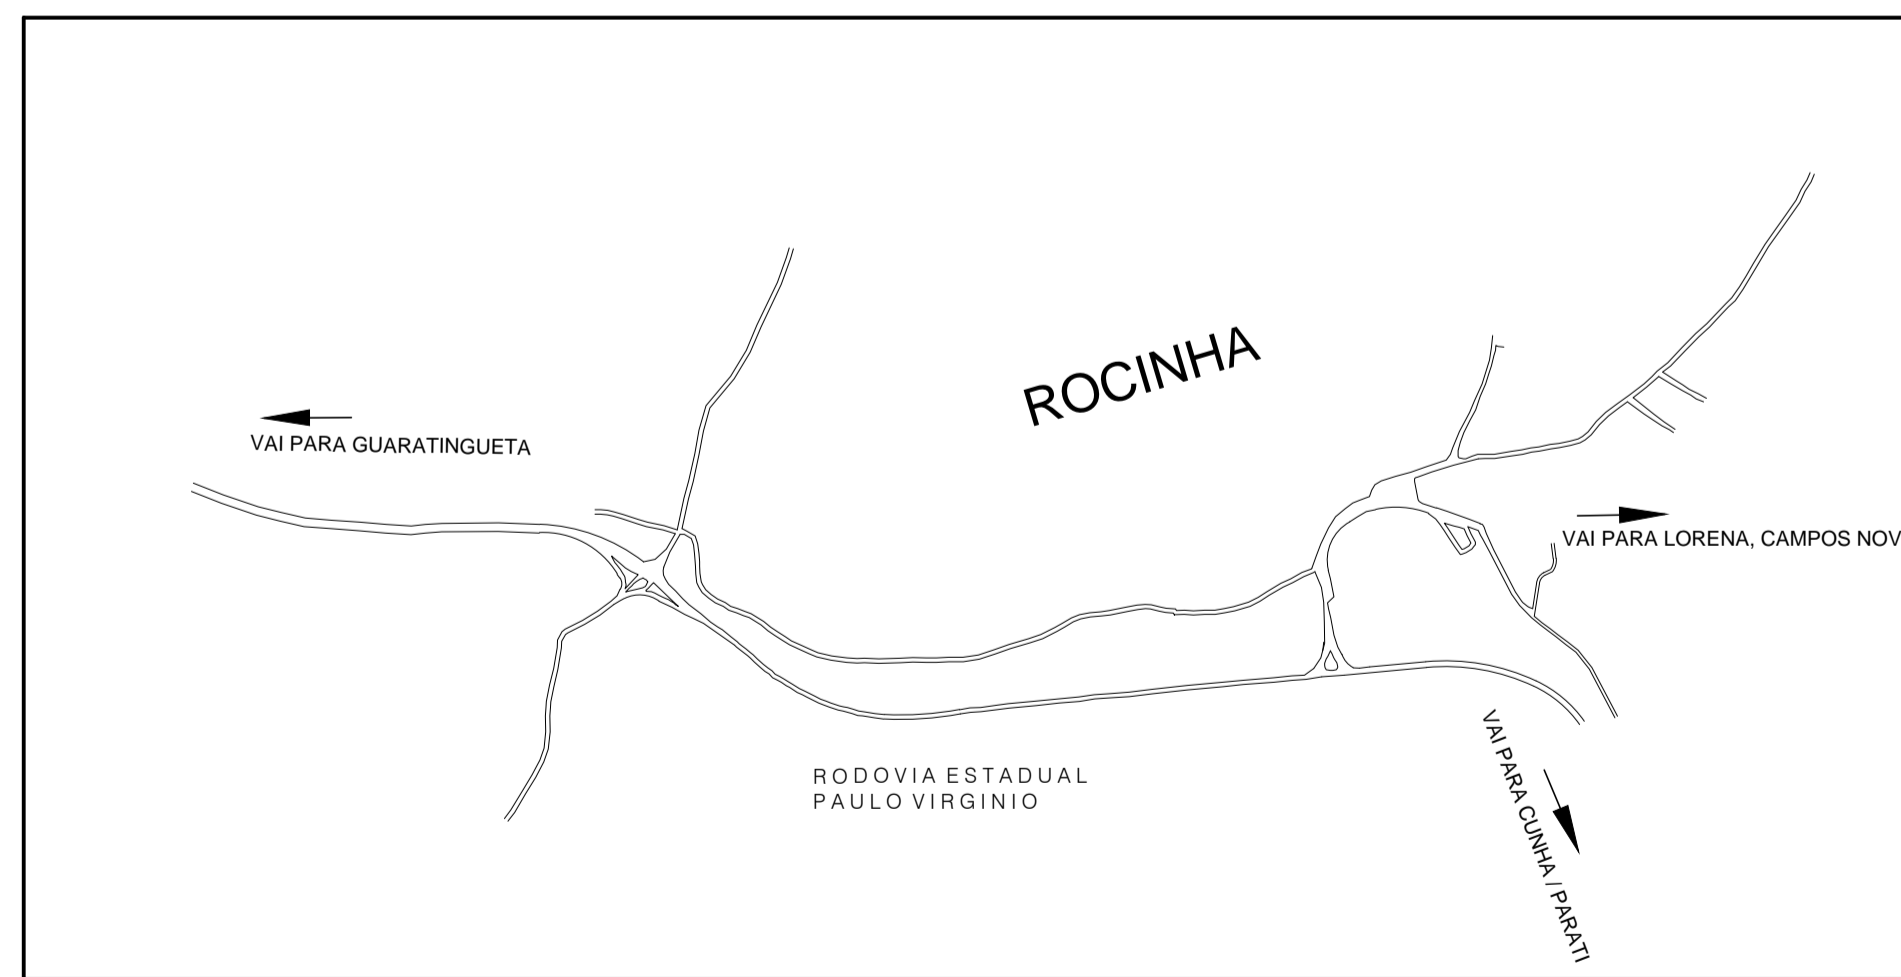 ROCINHA
VAI PARA GUARATINGUETA
VAI PARA LORENA, CAMPOS NOV
RODOVIA ESTADUAL
PAULO VIRGINIO
VAI PARA CUNHA / PARATI